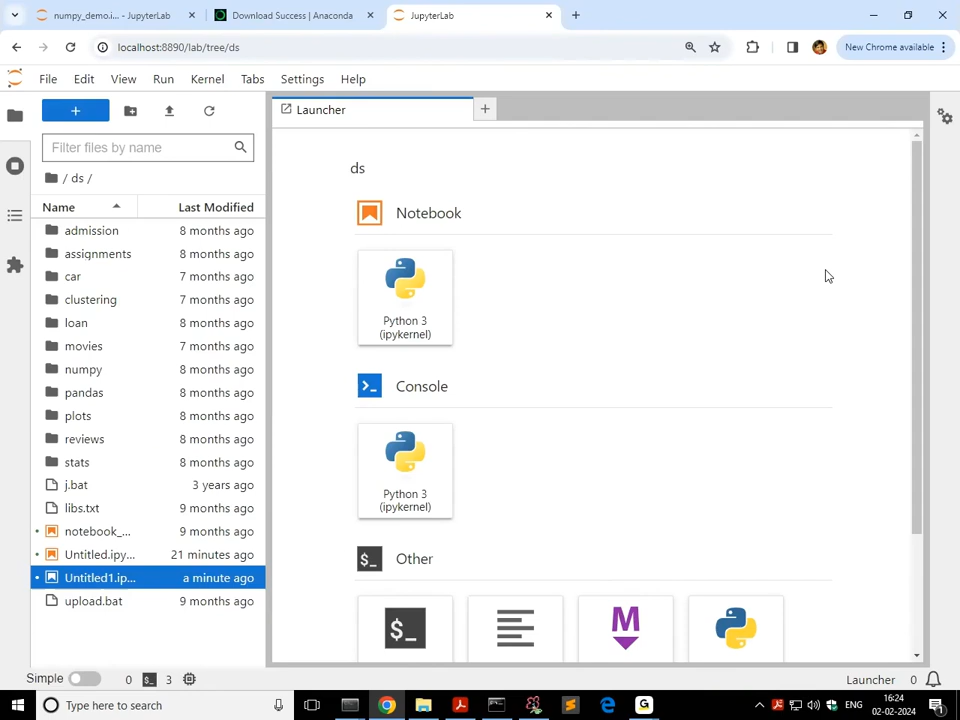 numpy_demo.i... - JupyterLab
Download Success | Anaconda
JupyterLab
localhost:8890/lab/tree/ds
New Chrome available
File Edit View Run Kernel Tabs Settings Help
Launcher
Filter files by name
/ ds /
Name Last Modified
admission 8 months ago
assignments 8 months ago
car 7 months ago
clustering 7 months ago
loan 8 months ago
movies 7 months ago
numpy 8 months ago
pandas 8 months ago
plots 8 months ago
reviews 8 months ago
stats 8 months ago
j.bat 3 years ago
libs.txt 9 months ago
notebook_... 9 months ago
Untitled.ipy... 21 minutes ago
Untitled1.ip... a minute ago
upload.bat 9 months ago
ds
Notebook
Python 3
(ipykernel)
Console
Python 3
(ipykernel)
$_ Other
$_
M
Simple 0 $_ 3
Launcher 0
Type here to search
ENG
16:24
02-02-2024
1